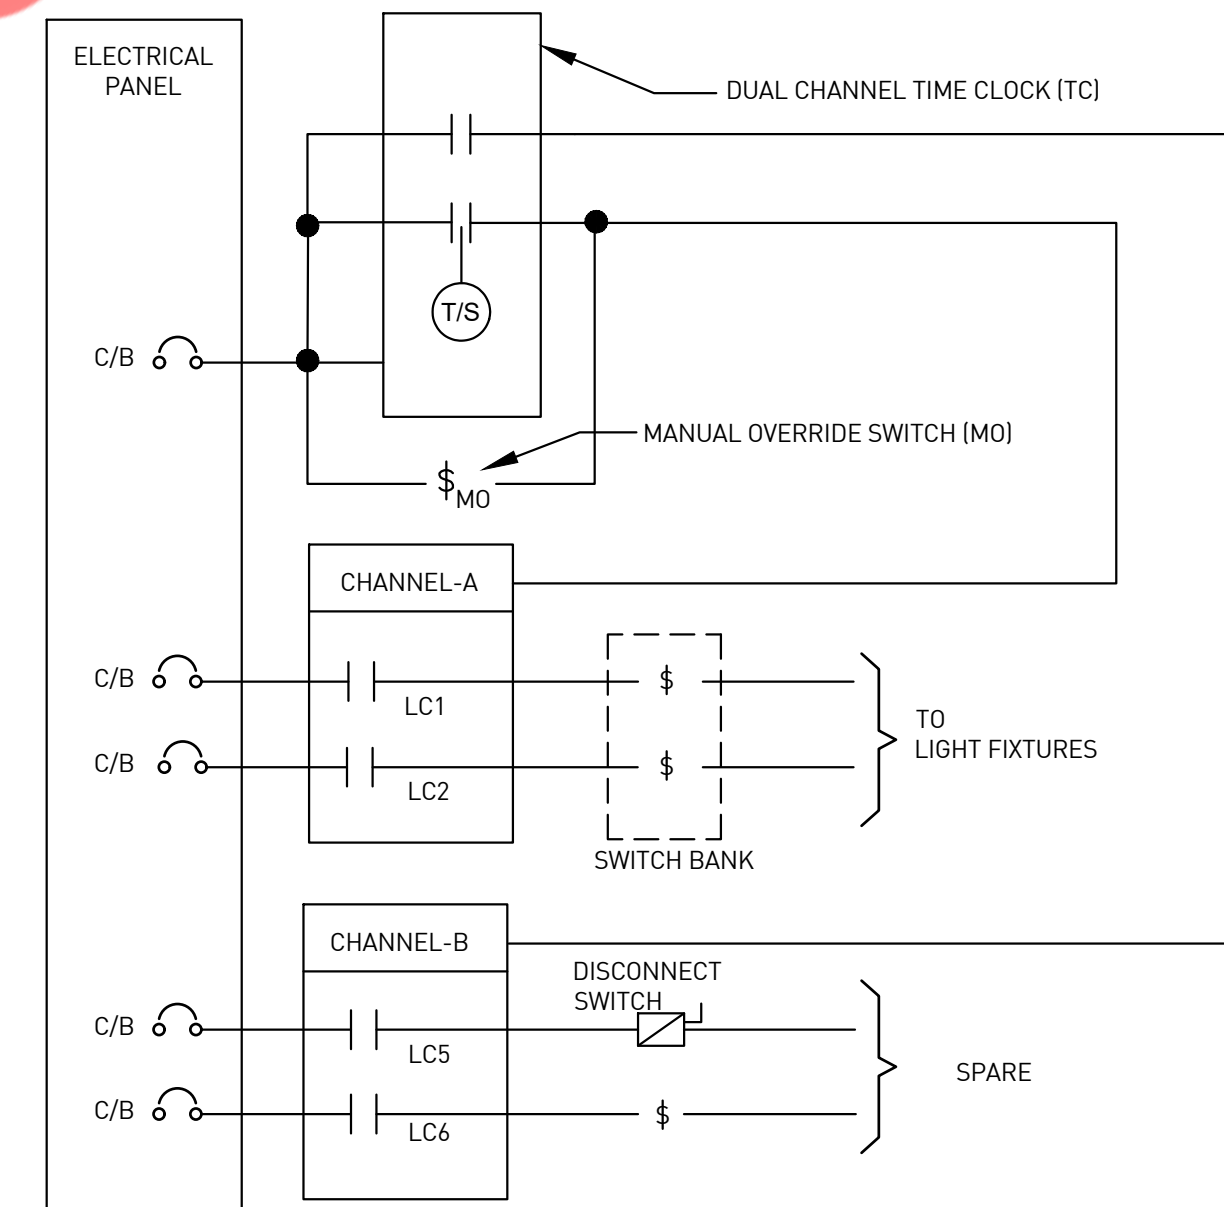 ELECTRICAL
PANEL
DUAL CHANNEL TIME CLOCK (TC)
T/S
C/B
MANUAL OVERRIDE SWITCH (MO)
$MO
CHANNEL-A
C/B
$
LC1
TO
LIGHT FIXTURES
C/B
$
LC2
SWITCH BANK
CHANNEL-B
DISCONNECT
SWITCH
C/B
LC5
SPARE
C/B
$
LC6